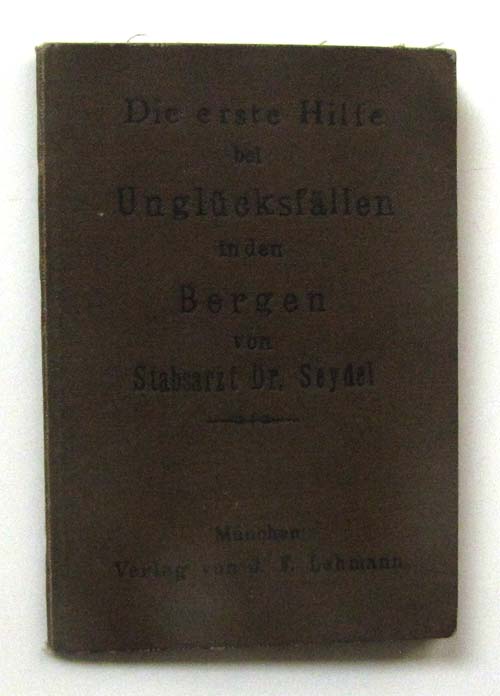 Die erste Hilfe
bei
Unglücksfällen
in den
Bergen
von
Stabsarzt Dr. Seydel
München
Verlag von J. F. Lehmann